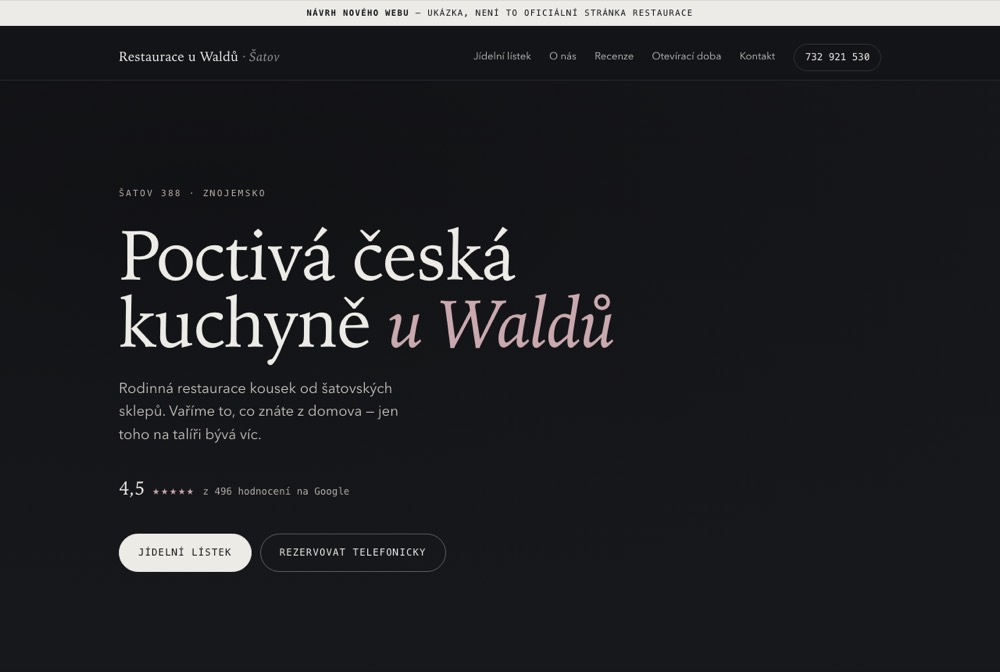 NÁVRH NOVÉHO WEBU — UKÁZKA, NENÍ TO OFICIÁLNÍ STRÁNKA RESTAURACE
Restaurace u Waldů · Šatov
Jídelní lístek
O nás
Recenze
Otevírací doba
Kontakt
732 921 530
ŠATOV 388 · ZNOJEMSKO
Poctivá česká
kuchyně u Waldů
Rodinná restaurace kousek od šatovských
sklepů. Vaříme to, co znáte z domova — jen
toho na talíři bývá víc.
4,5 ★★★★★ z 496 hodnocení na Google
JÍDELNÍ LÍSTEK
REZERVOVAT TELEFONICKY